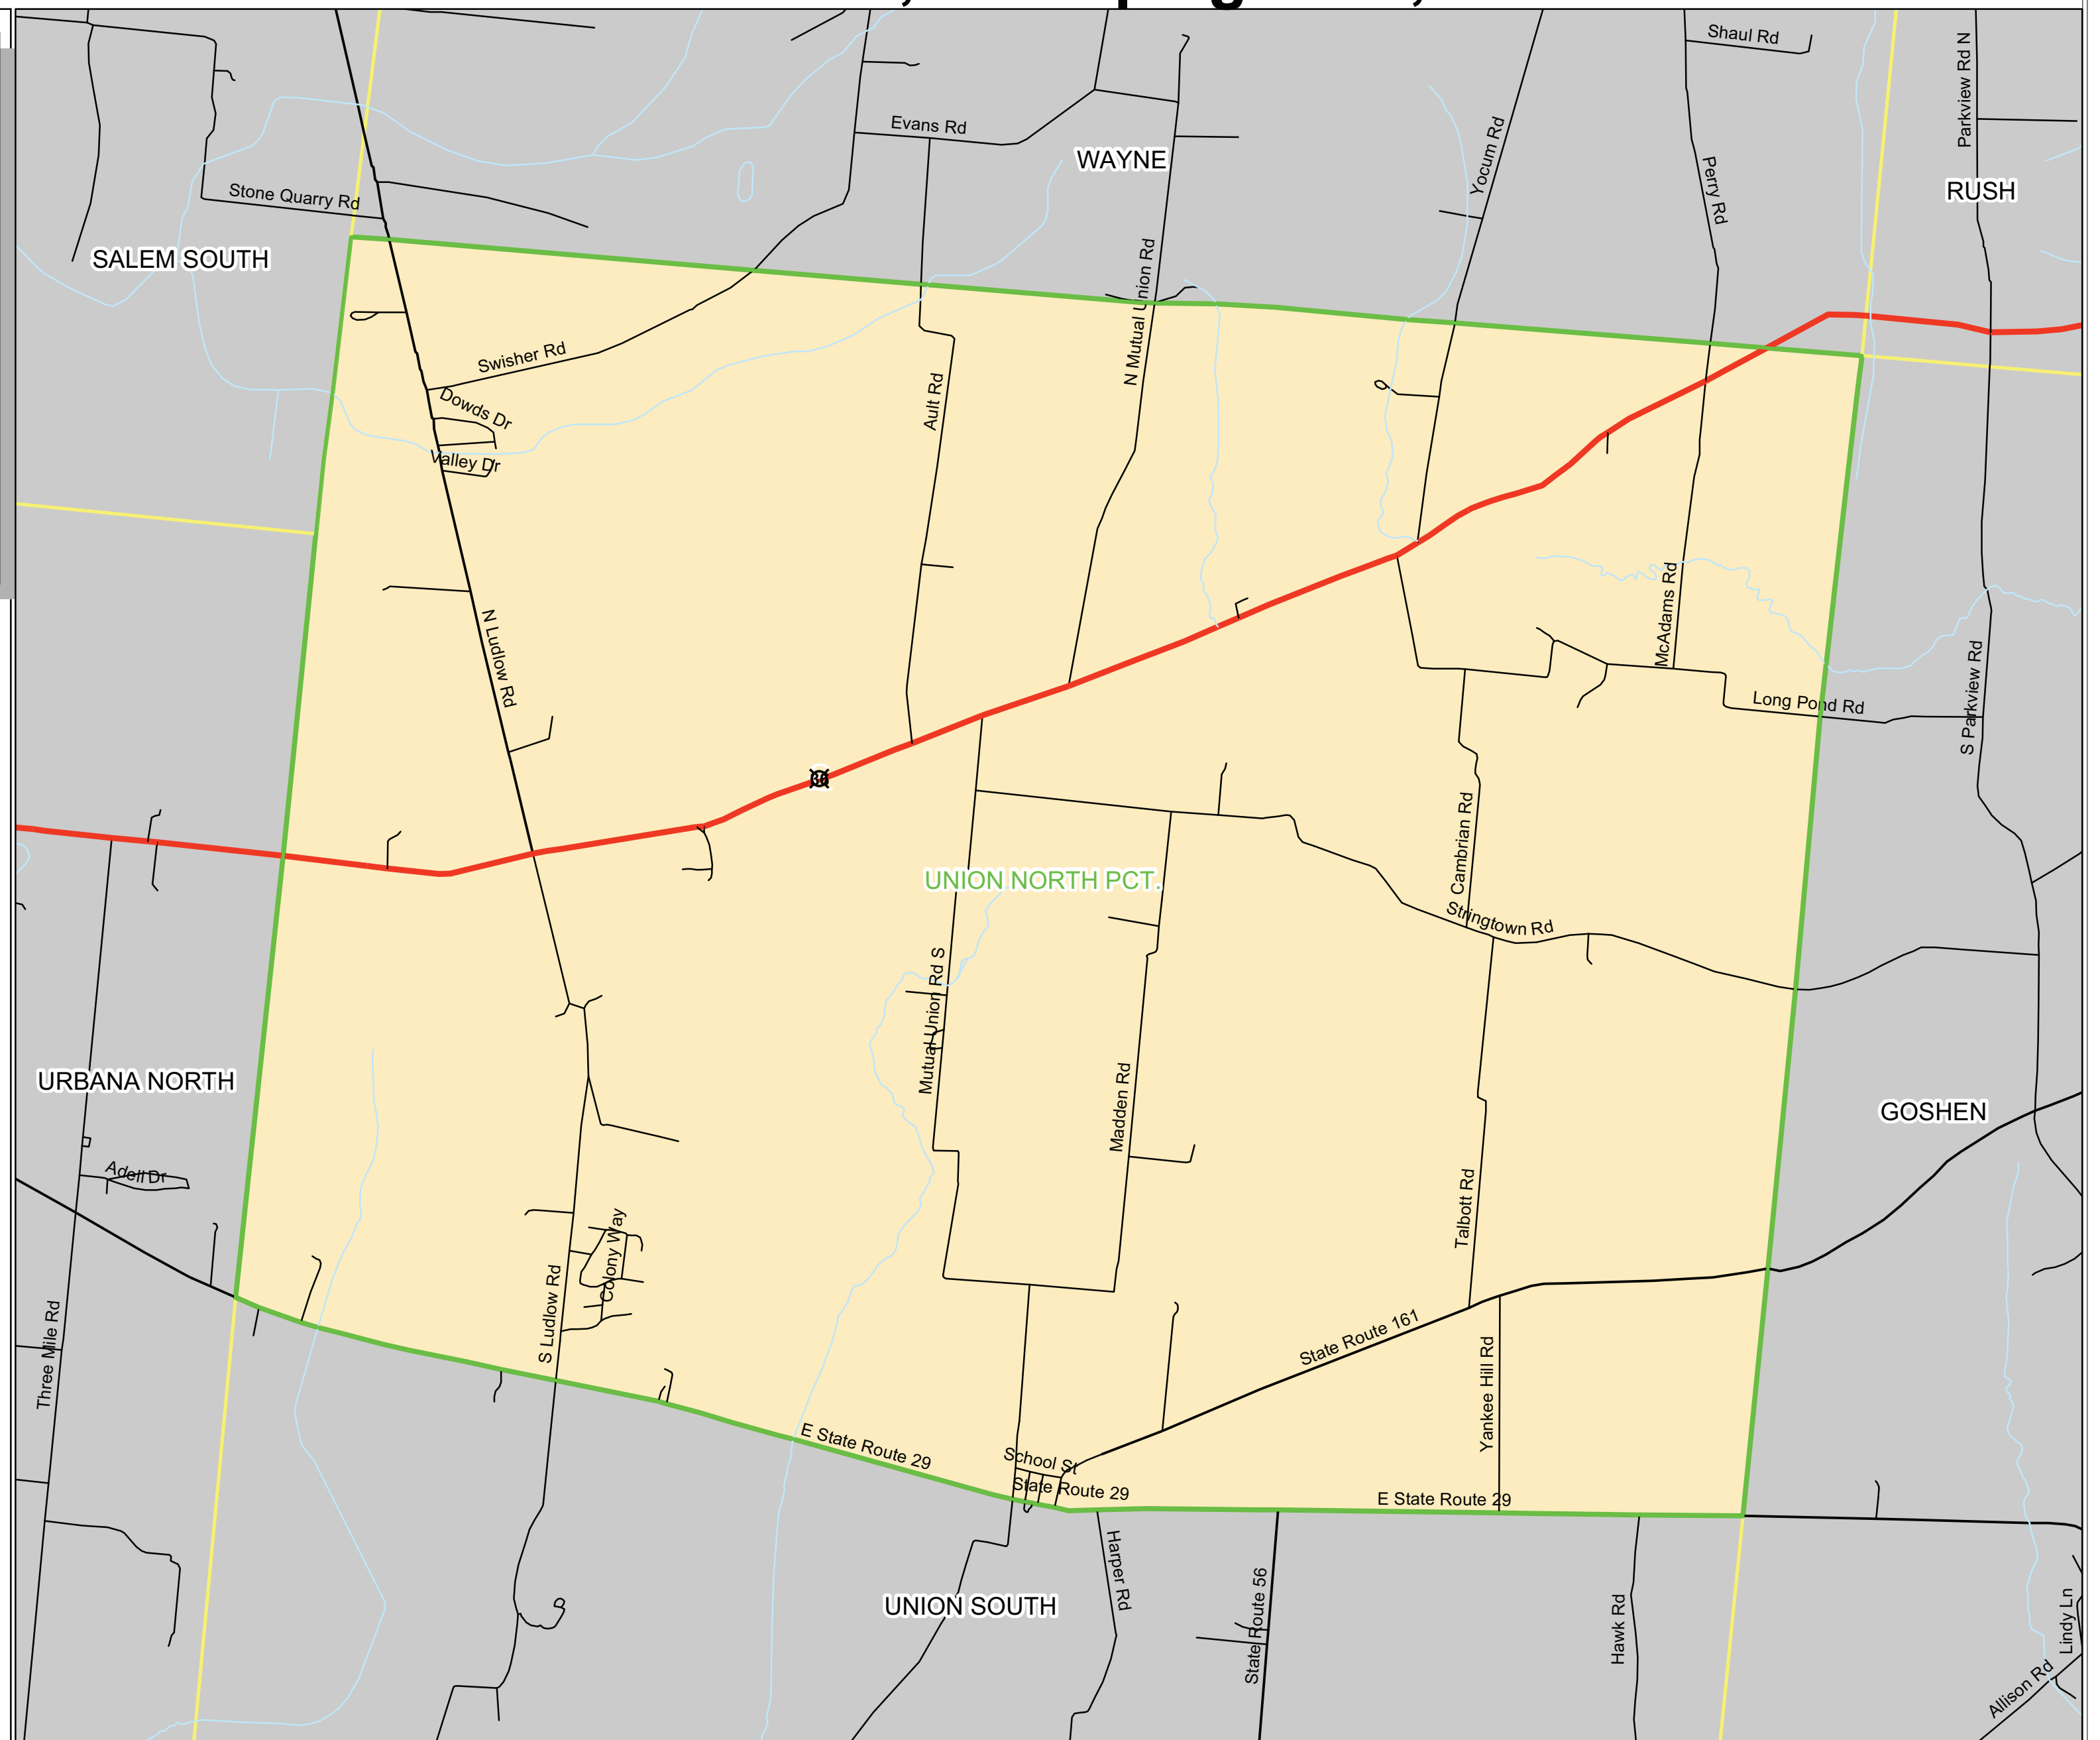 Shaul Rd
Parkview Rd N
Evans Rd
WAYNE
Yocum Rd
Perry Rd
RUSH
Stone Quarry Rd
SALEM SOUTH
N Mutual Union Rd
Swisher Rd
Dowds Dr
Ault Rd
Valley Dr
N Ludlow Rd
McAdams Rd
Long Pond Rd
S Parkview Rd
Cambrian Rd
UNION NORTH PCT.
Stringtown Rd
Mutual Union Rd S
URBANA NORTH
Madden Rd
GOSHEN
Adell Dr
Talbott Rd
Colony Way
S Ludlow Rd
Three Mile Rd
State Route 161
Yankee Hill Rd
E State Route 29
School St
State Route 29
E State Route 29
Harper Rd
State Route 56
Hawk Rd
UNION SOUTH
Lindy Ln
Allison Rd